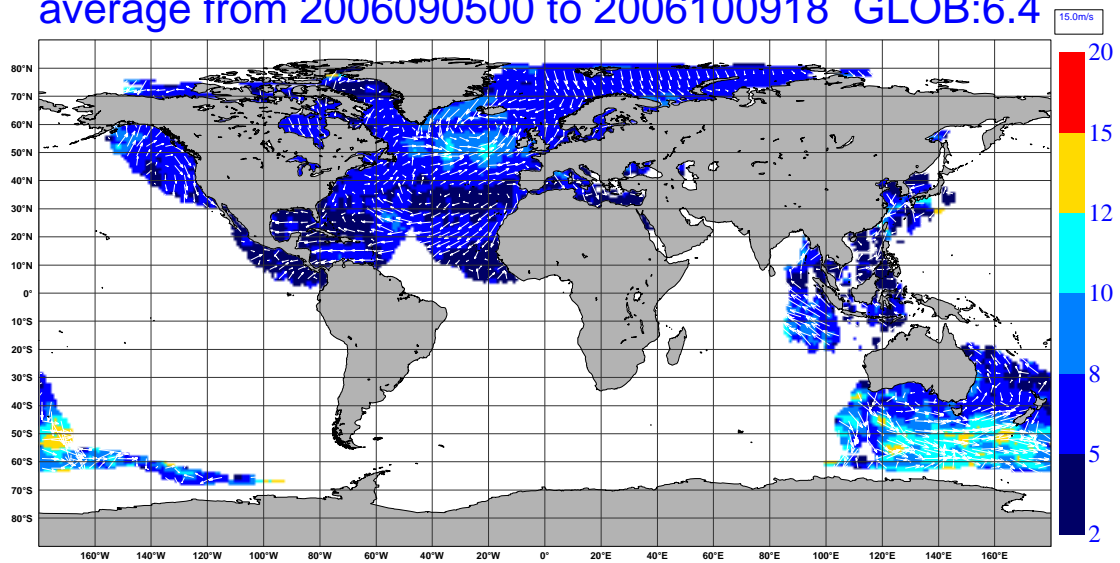 average from 2006090500 to 2006100918 GLOB:6.4
15.0m/s
20
15
12
10
8
5
2
80°N
70°N
60°N
50°N
40°N
30°N
20°N
10°N
0°
10°S
20°S
30°S
40°S
50°S
60°S
70°S
80°S
160°W 140°W 120°W 100°W 80°W 60°W 40°W 20°W 0° 20°E 40°E 60°E 80°E 100°E 120°E 140°E 160°E